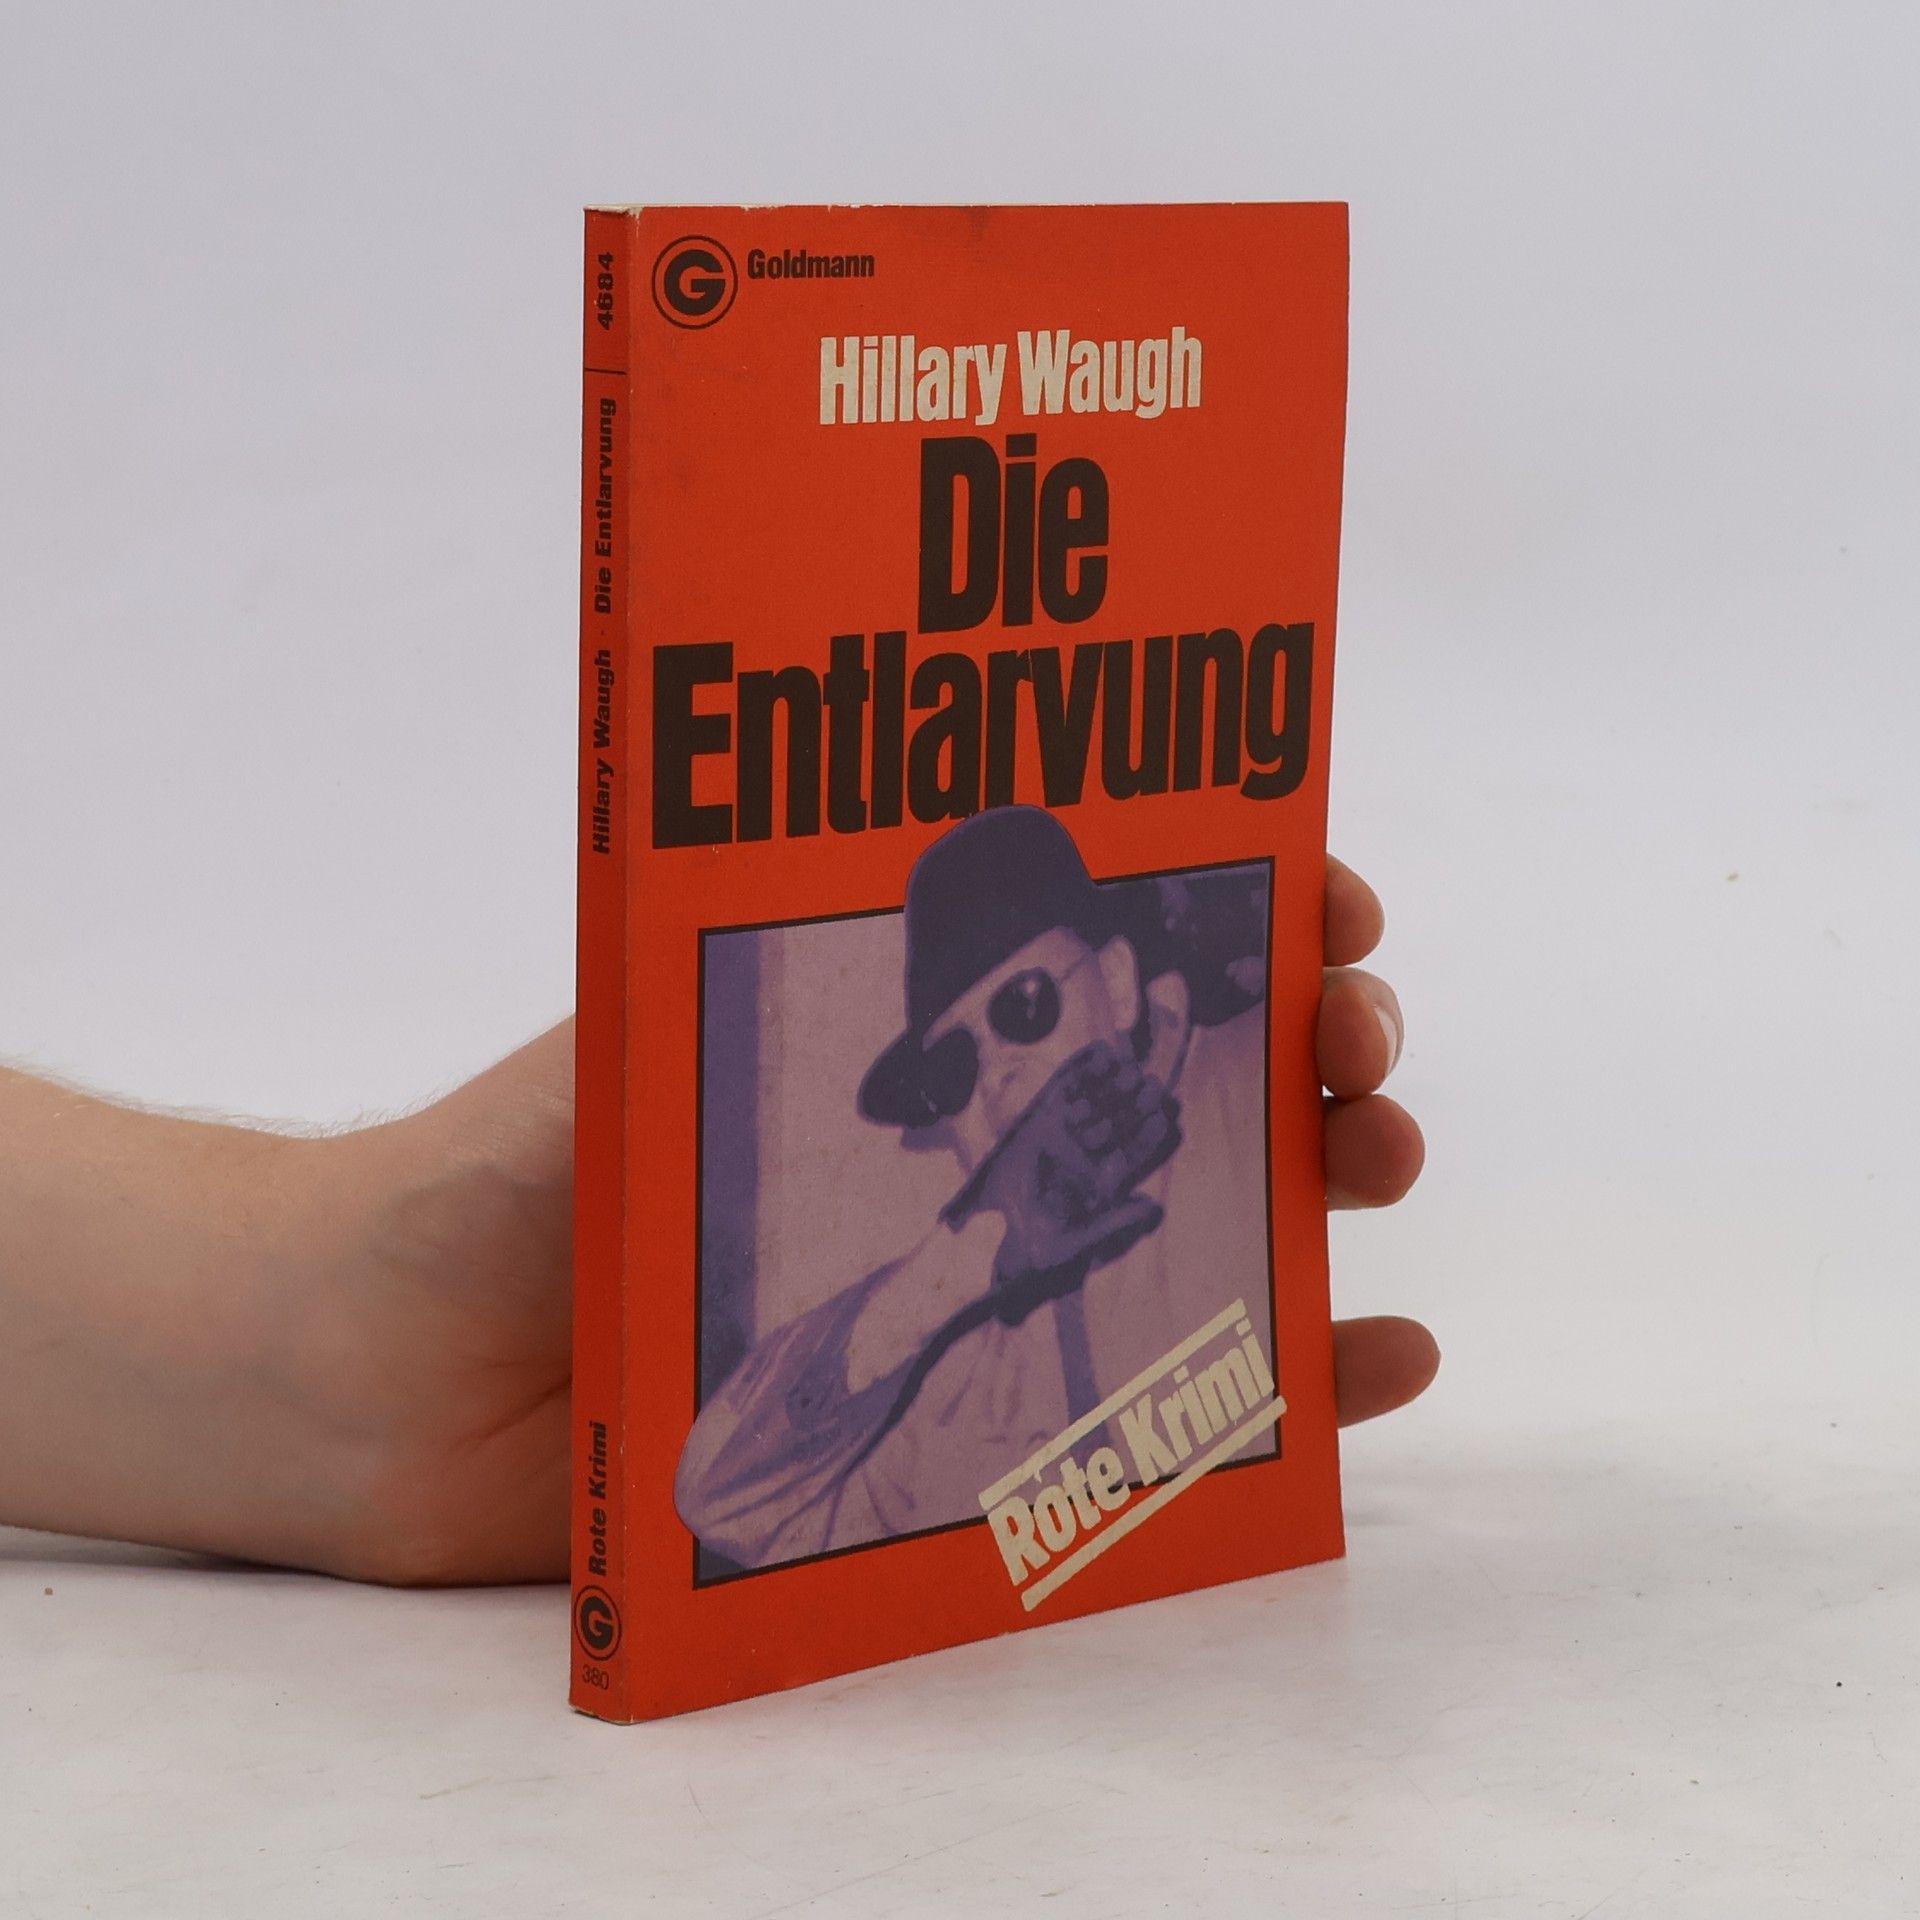 Goldmann
Hillary Waugh
Die
Entlarvung
Rote Krimi
4684
Hillary Waugh · Die Entlarvung
Rote Krimi
G
380
G